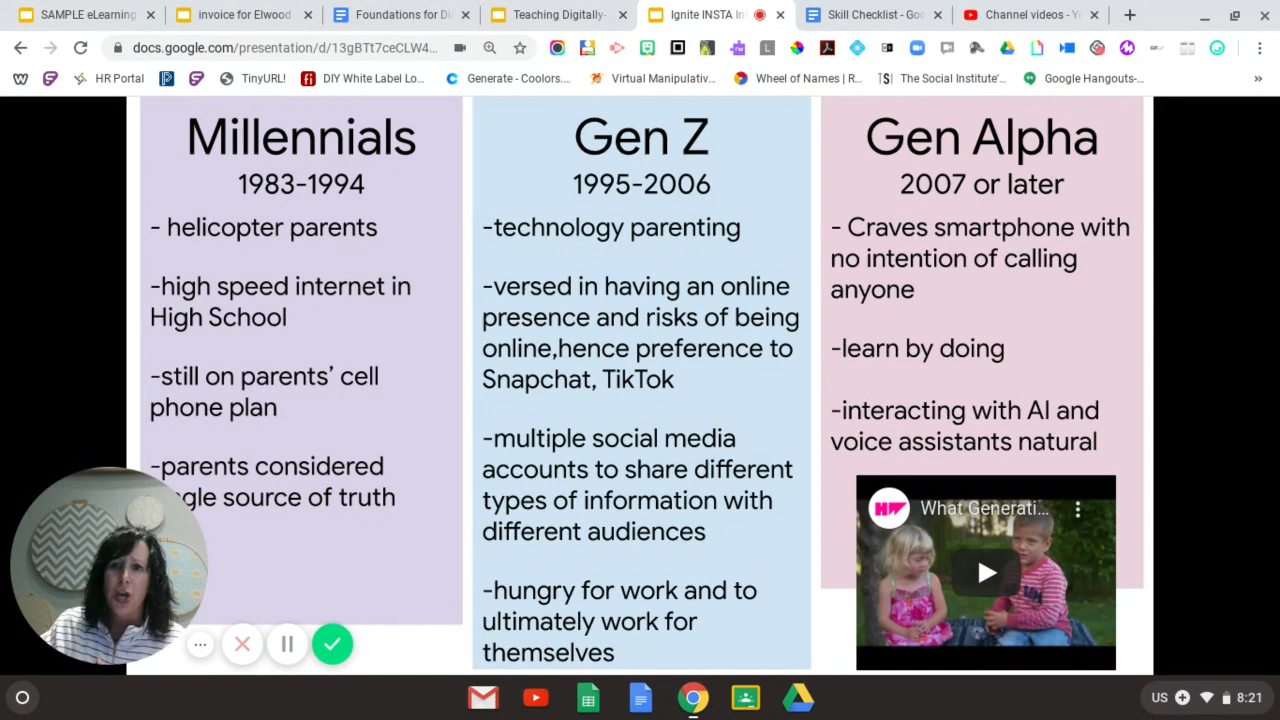 SAMPLE eLearning
invoice for Elwood
Foundations for Di
Teaching Digitally-
Ignite INSTA In
Skill Checklist - Goo
Channel videos - Y
docs.google.com/presentation/d/13gBTt7ceCLW4...
HR Portal
TinyURL!
DIY White Label Lo...
Generate - Coolors....
Virtual Manipulativ...
Wheel of Names | R...
The Social Institute'...
Google Hangouts-...
»
Millennials
1983-1994
- helicopter parents
-high speed internet in
High School
-still on parents' cell
phone plan
-parents considered
gle source of truth
Gen Z
1995-2006
-technology parenting
-versed in having an online
presence and risks of being
online,hence preference to
Snapchat, TikTok
-multiple social media
accounts to share different
types of information with
different audiences
-hungry for work and to
ultimately work for
themselves
Gen Alpha
2007 or later
- Craves smartphone with
no intention of calling
anyone
-learn by doing
-interacting with AI and
voice assistants natural
What Generati...
US
8:21